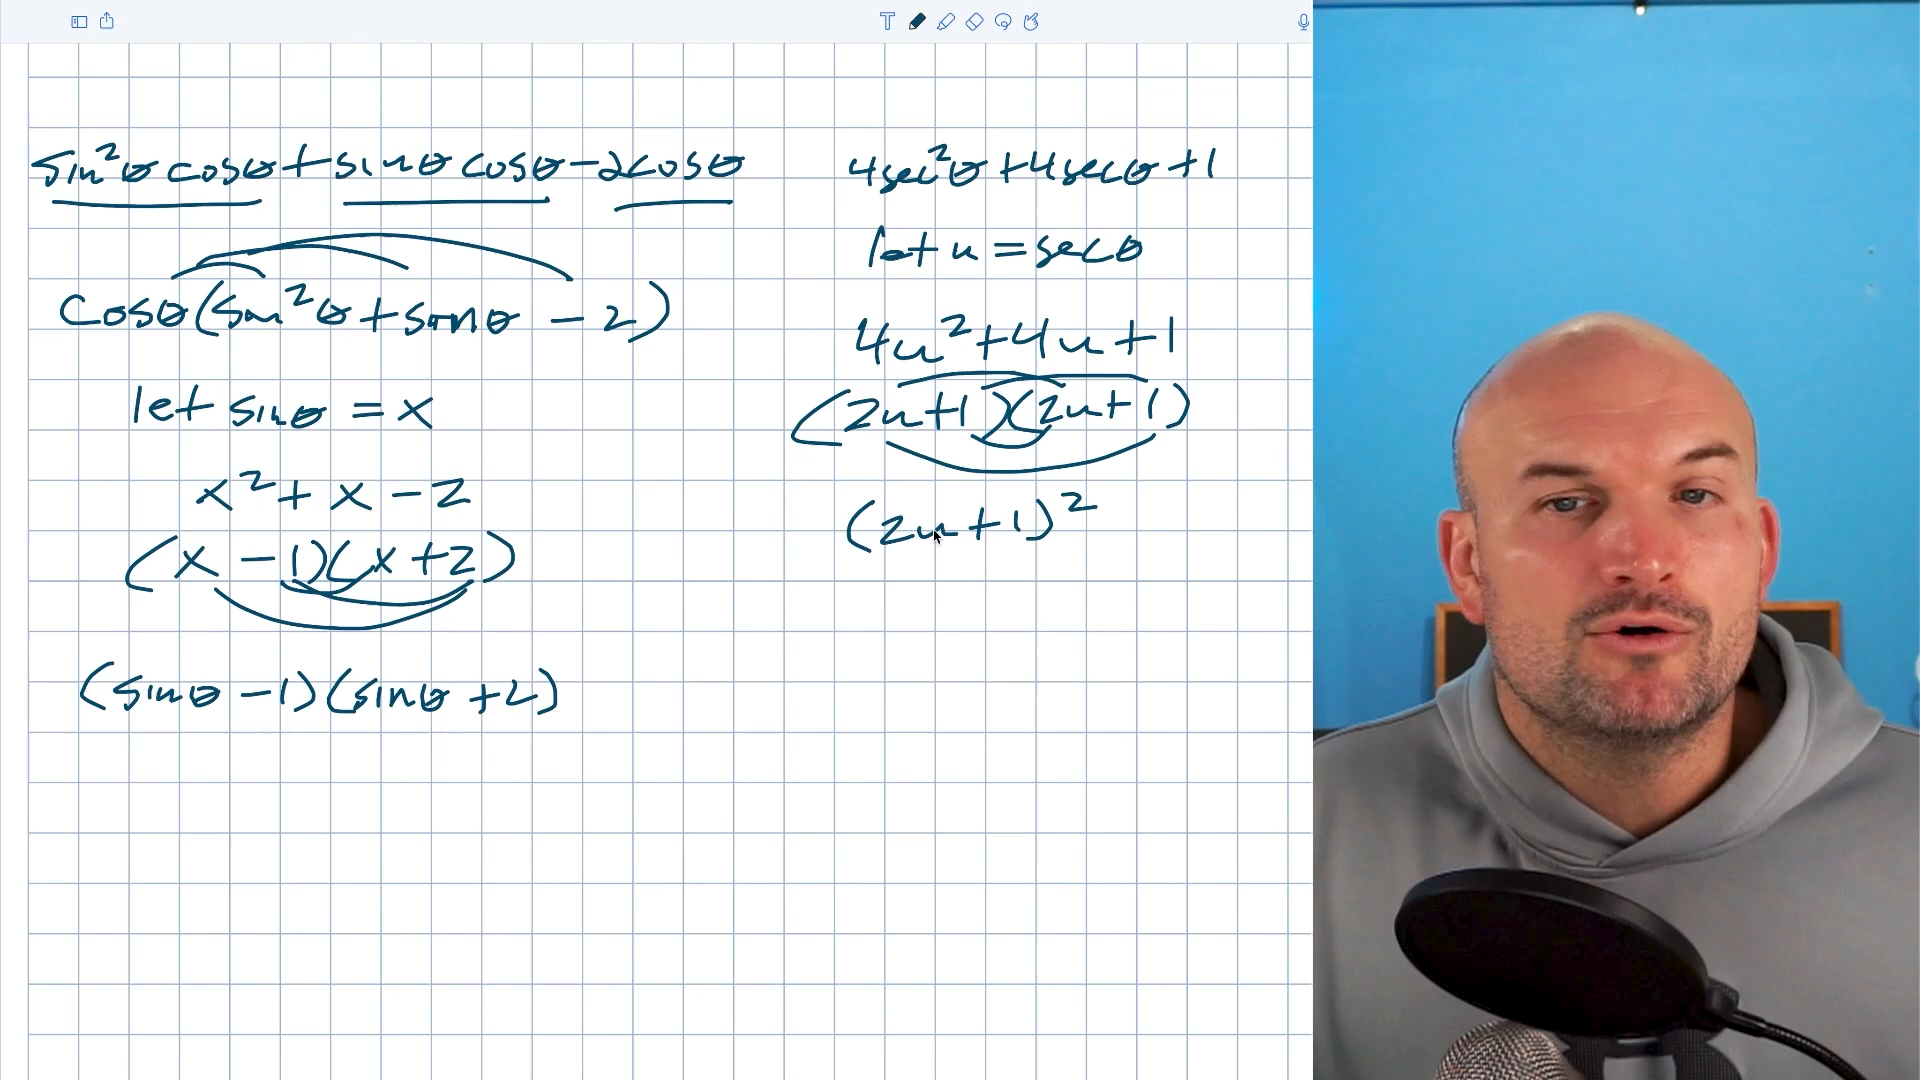 sin²θ cosθ + sinθ cosθ - 2cosθ
cosθ(sin²θ + sinθ - 2)
let sinθ = x
x² + x - 2
(x - 1)(x + 2)
(sinθ - 1)(sinθ + 2)
4sec²θ + 4secθ + 1
let u = secθ
4u² + 4u + 1
(2u + 1)(2u + 1)
(2u + 1)²